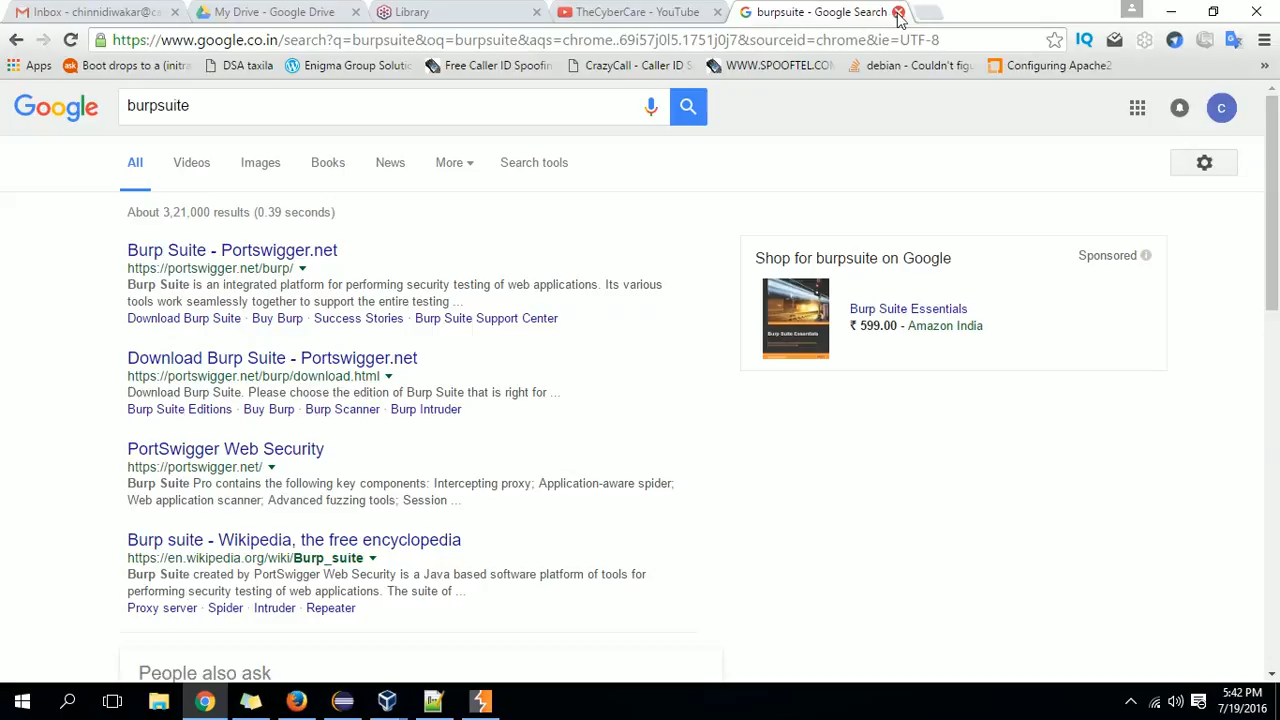 Inbox - chinnidiwakar@ca
My Drive - Google Drive
Library
TheCyberCare - YouTube
burpsuite - Google Search
https://www.google.co.in/search?q=burpsuite&oq=burpsuite&aqs=chrome..69i57j0l5.1751j0j7&sourceid=chrome&ie=UTF-8
IQ
Apps
ask Boot drops to a (initra
DSA taxila
Enigma Group Solutio
Free Caller ID Spoofin
CrazyCall - Caller ID S
WWW.SPOOFTEL.COM
debian - Couldn't figu
Configuring Apache2
»
Google
burpsuite
C
All
Videos
Images
Books
News
More
Search tools
About 3,21,000 results (0.39 seconds)
Burp Suite - Portswigger.net
https://portswigger.net/burp/
Burp Suite is an integrated platform for performing security testing of web applications. Its various
tools work seamlessly together to support the entire testing ...
Download Burp Suite · Buy Burp · Success Stories · Burp Suite Support Center
Download Burp Suite - Portswigger.net
https://portswigger.net/burp/download.html
Download Burp Suite. Please choose the edition of Burp Suite that is right for ...
Burp Suite Editions · Buy Burp · Burp Scanner · Burp Intruder
PortSwigger Web Security
https://portswigger.net/
Burp Suite Pro contains the following key components: Intercepting proxy; Application-aware spider;
Web application scanner; Advanced fuzzing tools; Session ...
Burp suite - Wikipedia, the free encyclopedia
https://en.wikipedia.org/wiki/Burp_suite
Burp Suite created by PortSwigger Web Security is a Java based software platform of tools for
performing security testing of web applications. The suite of ...
Proxy server · Spider · Intruder · Repeater
People also ask
Shop for burpsuite on Google
Sponsored
Burp Suite Essentials
Burp Suite Essentials
₹ 599.00 - Amazon India
5:42 PM
7/19/2016